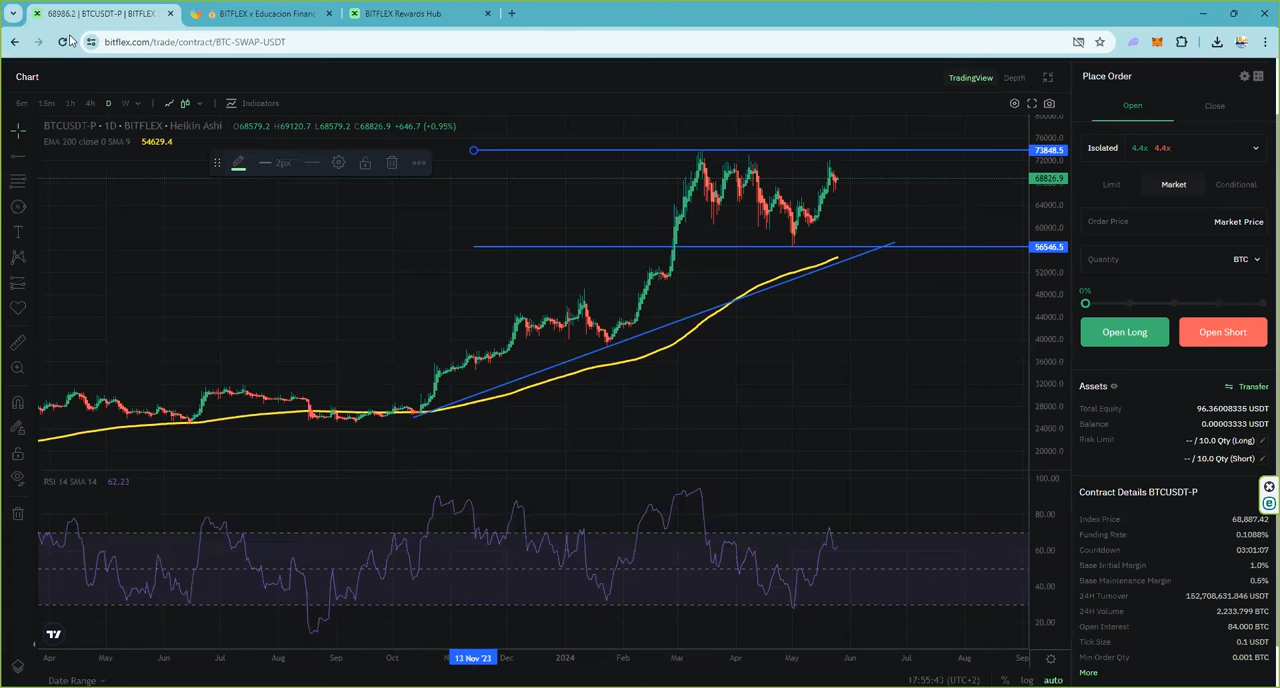 68986.2 | BTCUSDT-P | BITFLEX
BITFLEX x Educacion Financ
BITFLEX Rewards Hub
bitflex.com/trade/contract/BTC-SWAP-USDT
Chart
TradingView Depth
5m 15m 1h 4h D W
Indicators
BTCUSDT-P · 1D · BITFLEX · Heikin Ashi O68579.2 H69120.7 L68579.2 C68826.9 +646.7 (+0.95%)
EMA 200 close 0 SMA 9 54629.4
2px
80000.0
76000.0
73848.5
72000.0
68826.9
64000.0
60000.0
56546.5
52000.0
48000.0
44000.0
40000.0
36000.0
32000.0
28000.0
24000.0
20000.0
RSI 14 SMA 14 62.23
100.00
80.00
60.00
40.00
20.00
Apr May Jun Jul Aug Sep Oct 13 Nov '23 Dec 2024 Feb Mar Apr May Jun Jul Aug Sep
Date Range
17:55:43 (UTC+2) % log auto
Place Order
Open Close
Isolated 4.4x 4.4x
Limit Market Conditional
Order Price Market Price
Quantity BTC
0%
Open Long Open Short
Assets Transfer
Total Equity 96.36008335 USDT
Balance 0.00003333 USDT
Risk Limit -- / 10.0 Qty (Long)
-- / 10.0 Qty (Short)
Contract Details BTCUSDT-P
Index Price 68,887.42
Funding Rate 0.1088%
Countdown 03:01:07
Base Initial Margin 1.0%
Base Maintenance Margin 0.5%
24H Turnover 152,708,631.846 USDT
24H Volume 2,233.799 BTC
Open Interest 84.000 BTC
Tick Size 0.1 USDT
Min Order Qty 0.001 BTC
More